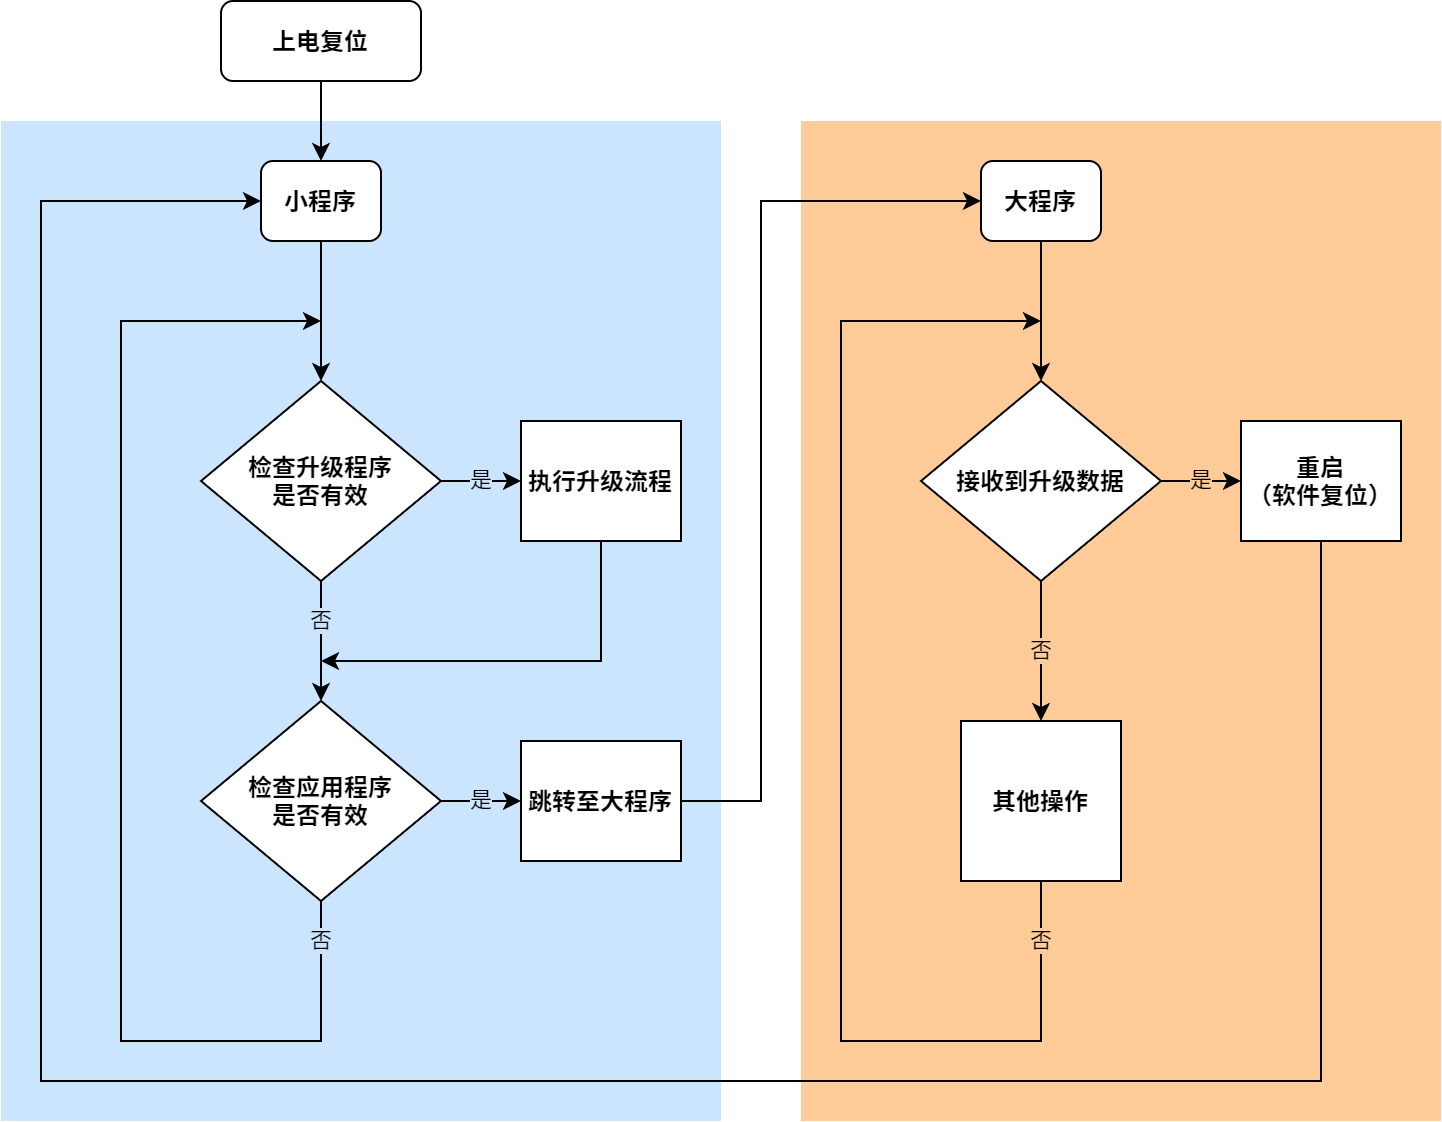 上电复位
小程序
大程序
检查升级程序
是否有效
是
执行升级流程
接收到升级数据
是
重启
（软件复位）
否
否
检查应用程序
是否有效
是
跳转至大程序
其他操作
否
否